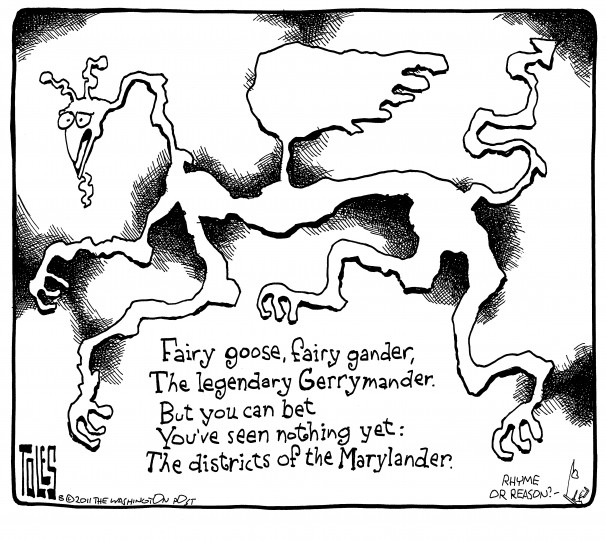 Fairy goose, fairy gander,
The legendary Gerrymander.
But you can bet
You've seen nothing yet:
The districts of the Marylander.
TOLES
©2011 THE WASHINGTON POST
RHYME
OR REASON?-